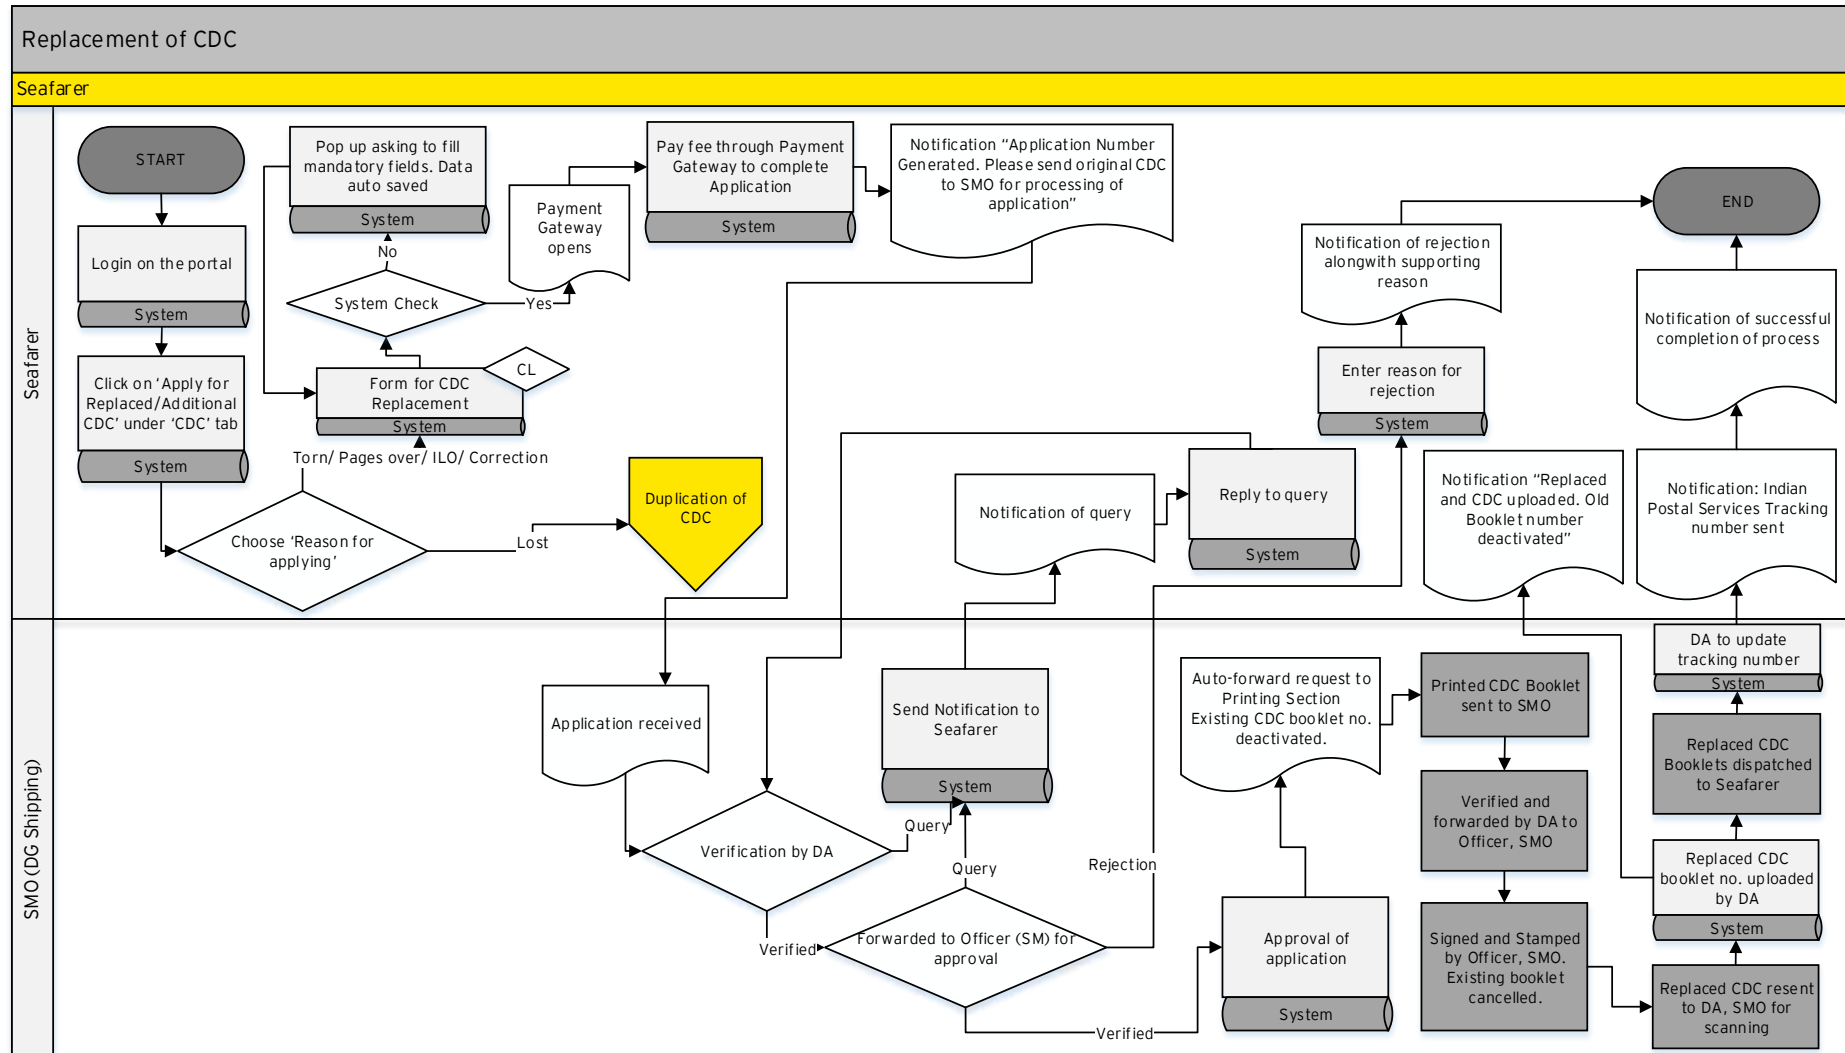 Replacement of CDC
Seafarer
Seafarer
START
Login on the portal
System
Click on ‘Apply for
Replaced/Additional
CDC’ under ‘CDC’ tab
System
Choose ‘Reason for
applying’
Torn/ Pages over/ ILO/ Correction
Lost
Duplication of
CDC
Form for CDC
Replacement
System
CL
System Check
No
Yes
Pop up asking to fill
mandatory fields. Data
auto saved
System
Payment
Gateway
opens
Pay fee through Payment
Gateway to complete
Application
System
Notification “Application Number
Generated. Please send original CDC
to SMO for processing of
application”
Notification of query
Reply to query
System
Notification of rejection
alongwith supporting
reason
Enter reason for
rejection
System
END
Notification of successful
completion of process
Notification “Replaced
and CDC uploaded. Old
Booklet number
deactivated”
Notification: Indian
Postal Services Tracking
number sent
SMO (DG Shipping)
Application received
Verification by DA
Query
Verified
Send Notification to
Seafarer
System
Query
Forwarded to Officer (SM) for
approval
Rejection
Verified
Approval of
application
System
Auto-forward request to
Printing Section
Existing CDC booklet no.
deactivated.
Printed CDC Booklet
sent to SMO
Verified and
forwarded by DA to
Officer, SMO
Signed and Stamped
by Officer, SMO.
Existing booklet
cancelled.
Replaced CDC resent
to DA, SMO for
scanning
Replaced CDC
booklet no. uploaded
by DA
System
Replaced CDC
Booklets dispatched
to Seafarer
DA to update
tracking number
System